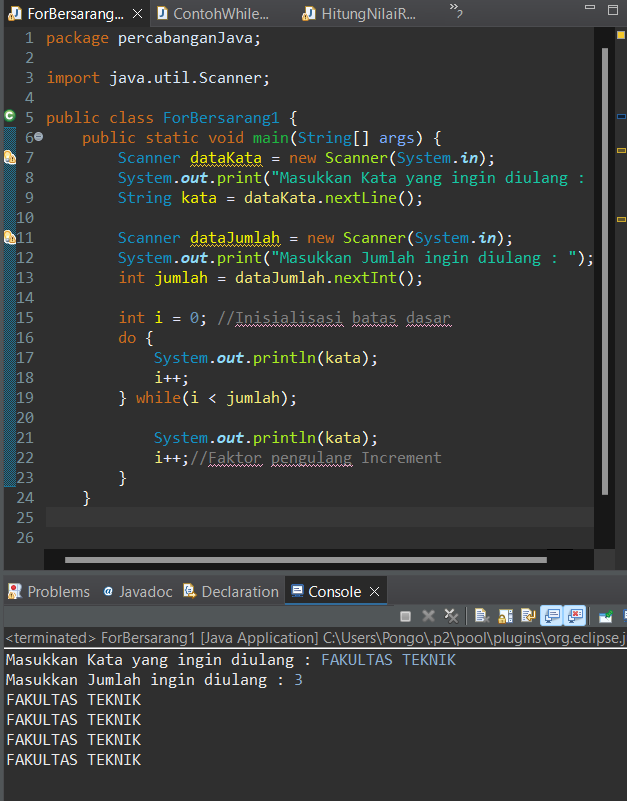 ForBersarang... ContohWhile... HitungNilaiR... »2
1 package percabanganJava;
2
3 import java.util.Scanner;
4
5 public class ForBersarang1 {
6 public static void main(String[] args) {
7 Scanner dataKata = new Scanner(System.in);
8 System.out.print("Masukkan Kata yang ingin diulang :
9 String kata = dataKata.nextLine();
10
11 Scanner dataJumlah = new Scanner(System.in);
12 System.out.print("Masukkan Jumlah ingin diulang : ");
13 int jumlah = dataJumlah.nextInt();
14
15 int i = 0; //Inisialisasi batas dasar
16 do {
17 System.out.println(kata);
18 i++;
19 } while(i < jumlah);
20
21 System.out.println(kata);
22 i++;//Faktor pengulang Increment
23 }
24 }
25
26
Problems @ Javadoc Declaration Console
<terminated> ForBersarang1 [Java Application] C:\Users\Pongo\.p2\pool\plugins\org.eclipse.j
Masukkan Kata yang ingin diulang : FAKULTAS TEKNIK
Masukkan Jumlah ingin diulang : 3
FAKULTAS TEKNIK
FAKULTAS TEKNIK
FAKULTAS TEKNIK
FAKULTAS TEKNIK